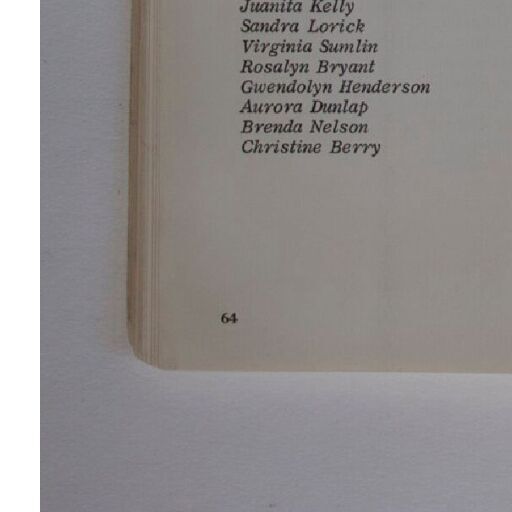 Juanita Kelly
Sandra Lorick
Virginia Sumlin
Rosalyn Bryant
Gwendolyn Henderson
Aurora Dunlap
Brenda Nelson
Christine Berry
64